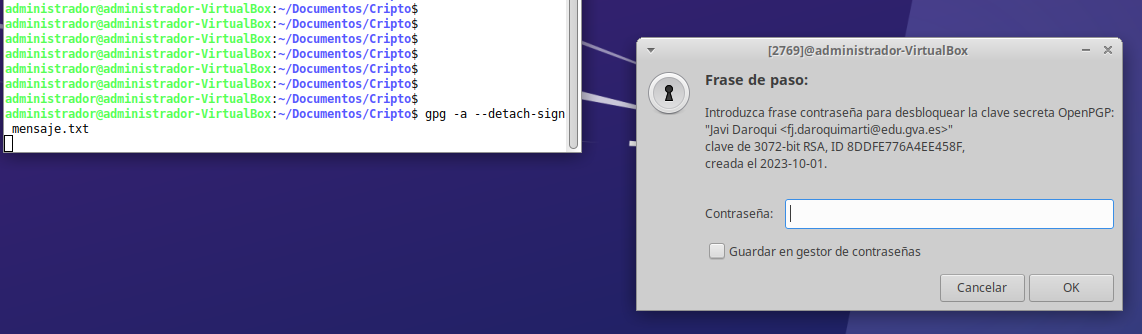 administrador@administrador-VirtualBox:~/Documentos/Cripto$
administrador@administrador-VirtualBox:~/Documentos/Cripto$
administrador@administrador-VirtualBox:~/Documentos/Cripto$
administrador@administrador-VirtualBox:~/Documentos/Cripto$
administrador@administrador-VirtualBox:~/Documentos/Cripto$
administrador@administrador-VirtualBox:~/Documentos/Cripto$
administrador@administrador-VirtualBox:~/Documentos/Cripto$
administrador@administrador-VirtualBox:~/Documentos/Cripto$ gpg -a --detach-sign
mensaje.txt
[2769]@administrador-VirtualBox
Frase de paso:
Introduzca frase contraseña para desbloquear la clave secreta OpenPGP:
"Javi Daroqui <fj.daroquimarti@edu.gva.es>"
clave de 3072-bit RSA, ID 8DDFE776A4EE458F,
creada el 2023-10-01.
Contraseña:
Guardar en gestor de contraseñas
Cancelar
OK